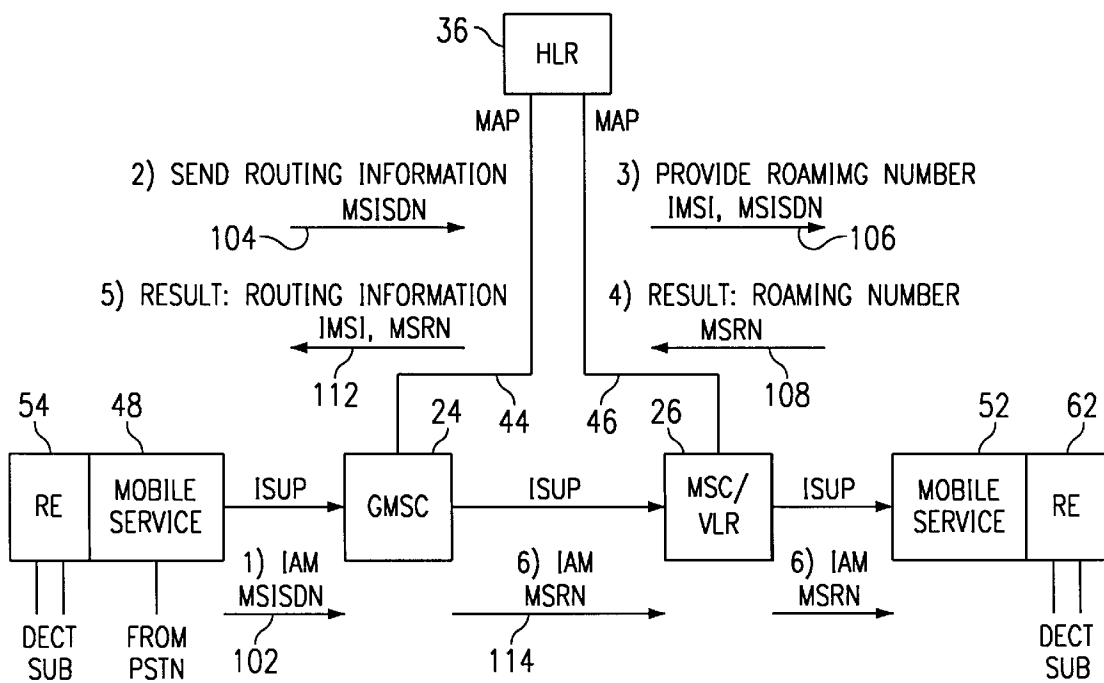 36
HLR
MAP MAP
2) SEND ROUTING INFORMATION
MSISDN
104
3) PROVIDE ROAMIMG NUMBER
IMSI, MSISDN
106
5) RESULT: ROUTING INFORMATION
IMSI, MSRN
112
4) RESULT: ROAMING NUMBER
MSRN
108
54 48 24 44 46 26 52 62
RE
MOBILE
SERVICE
ISUP
GMSC
ISUP
MSC/
VLR
ISUP
MOBILE
SERVICE
RE
1) IAM
MSISDN
102
6) IAM
MSRN
114
6) IAM
MSRN
DECT
SUB
FROM
PSTN
DECT
SUB